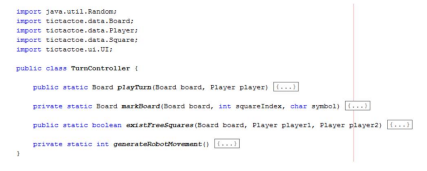 import java.util.Random;
import tictactoe.data.Board;
import tictactoe.data.Player;
import tictactoe.data.Square;
import tictactoe.ui.UI;
public class TurnController {
public static Board playTurn(Board board, Player player) {...}
private static Board markBoard(Board board, int squareIndex, char symbol) {...}
public static boolean existFreeSquares(Board board, Player player1, Player player2) {...}
private static int generateRobotMovement() {...}
}